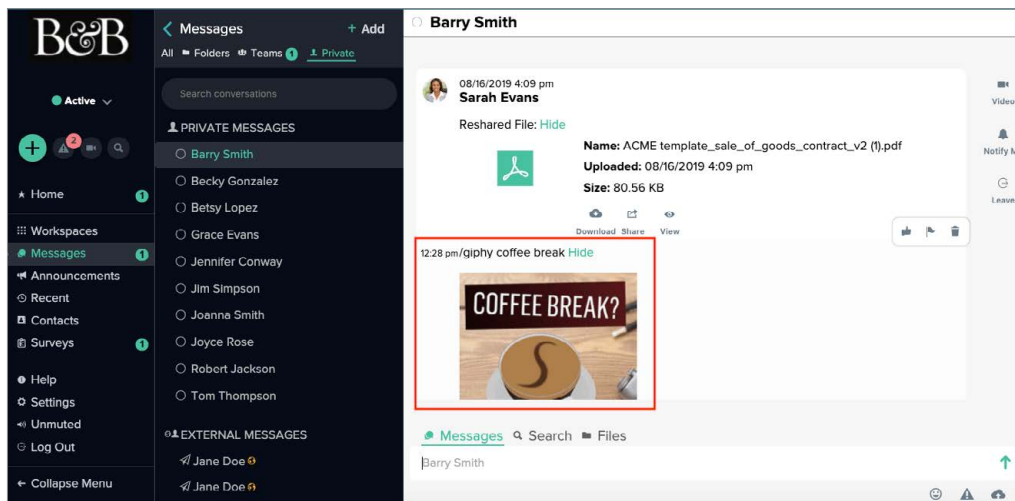 B&B
Active
2
Home 1
Workspaces
Messages 1
Announcements
Recent
Contacts
Surveys 1
Help
Settings
Unmuted
Log Out
Collapse Menu
Messages + Add
All Folders Teams 1 Private
Search conversations
PRIVATE MESSAGES
Barry Smith
Becky Gonzalez
Betsy Lopez
Grace Evans
Jennifer Conway
Jim Simpson
Joanna Smith
Joyce Rose
Robert Jackson
Tom Thompson
EXTERNAL MESSAGES
Jane Doe
Jane Doe
Barry Smith
08/16/2019 4:09 pm
Sarah Evans
Reshared File: Hide
Name: ACME template_sale_of_goods_contract_v2 (1).pdf
Uploaded: 08/16/2019 4:09 pm
Size: 80.56 KB
Download Share View
12:28 pm/giphy coffee break Hide
COFFEE BREAK?
S
Messages Search Files
Barry Smith
Video
Notify M
Leave